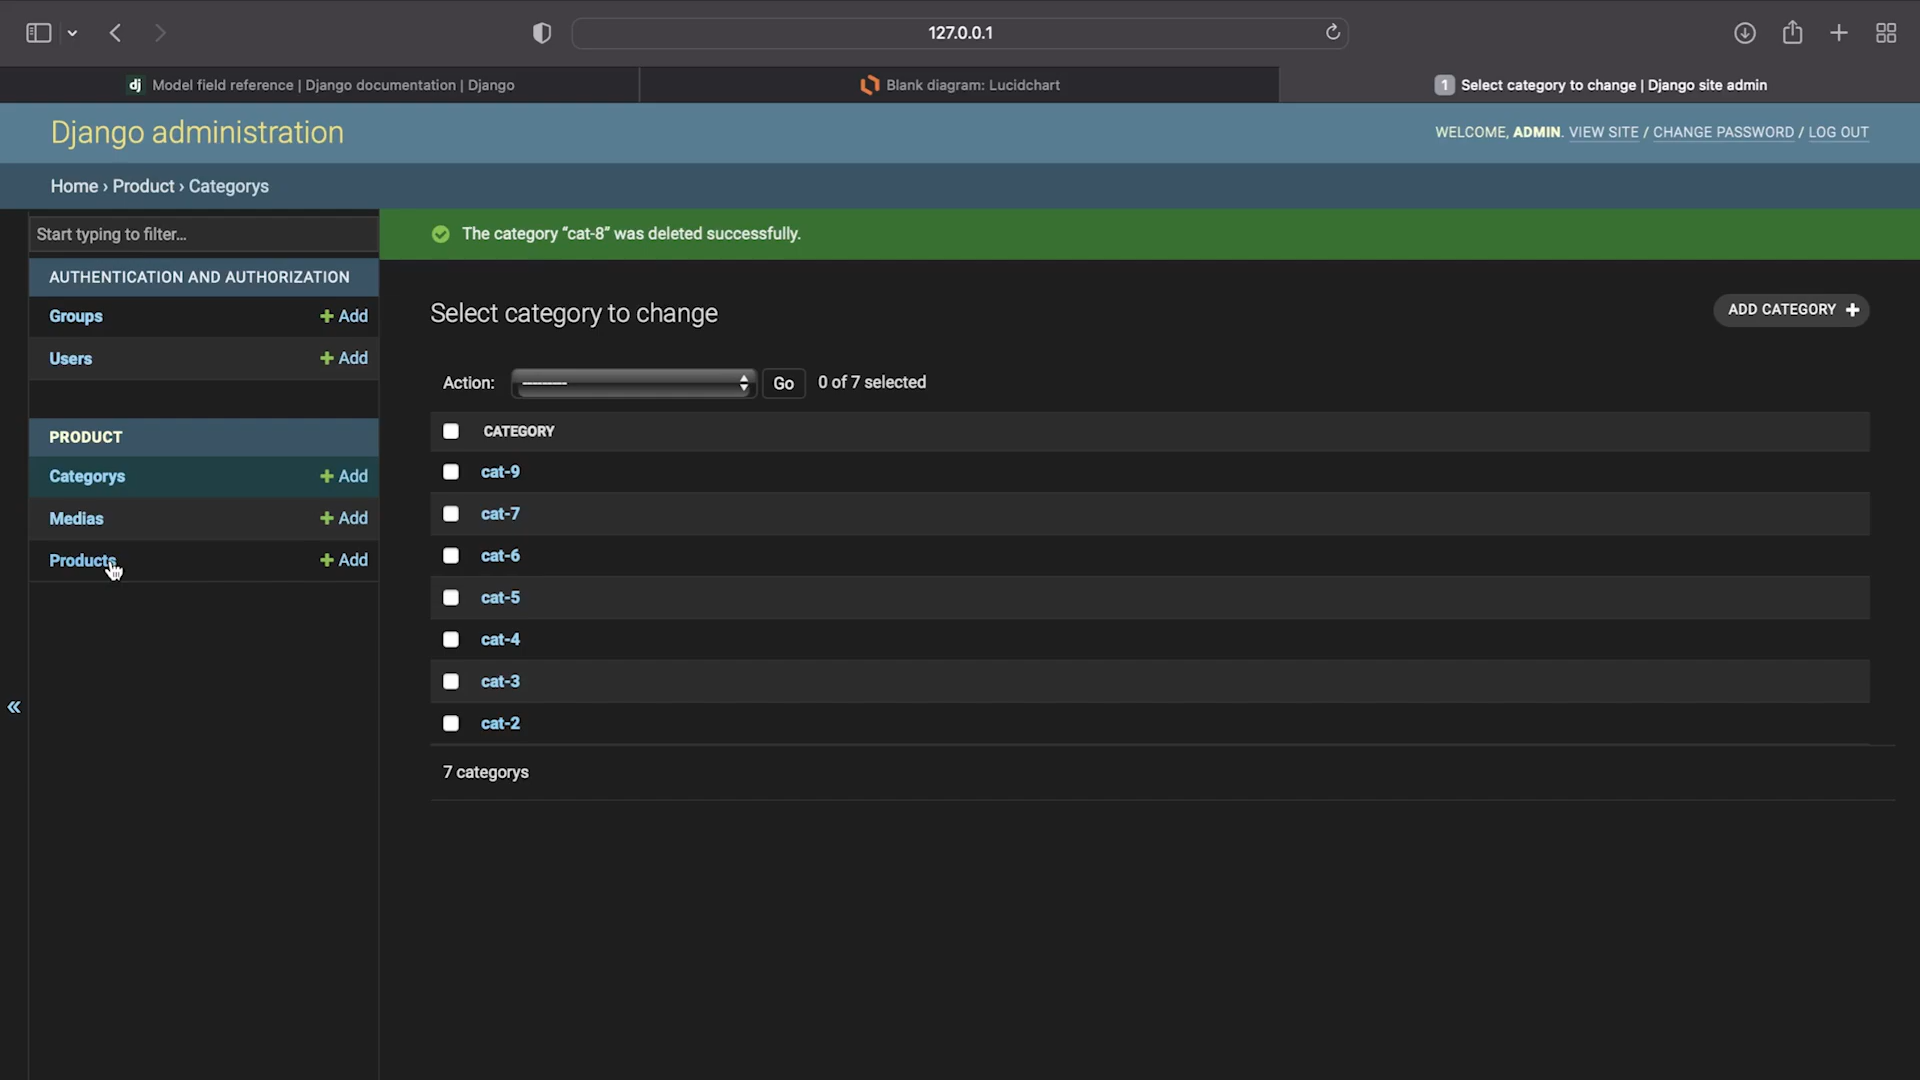 127.0.0.1
dj Model field reference | Django documentation | Django
Blank diagram: Lucidchart
1 Select category to change | Django site admin
Django administration
WELCOME, ADMIN. VIEW SITE / CHANGE PASSWORD / LOG OUT
Home › Product › Categorys
Start typing to filter...
The category “cat-8” was deleted successfully.
AUTHENTICATION AND AUTHORIZATION
Groups + Add
Users + Add
PRODUCT
Categorys + Add
Medias + Add
Products + Add
«
Select category to change
ADD CATEGORY +
Action: --------- Go 0 of 7 selected
CATEGORY
cat-9
cat-7
cat-6
cat-5
cat-4
cat-3
cat-2
7 categorys